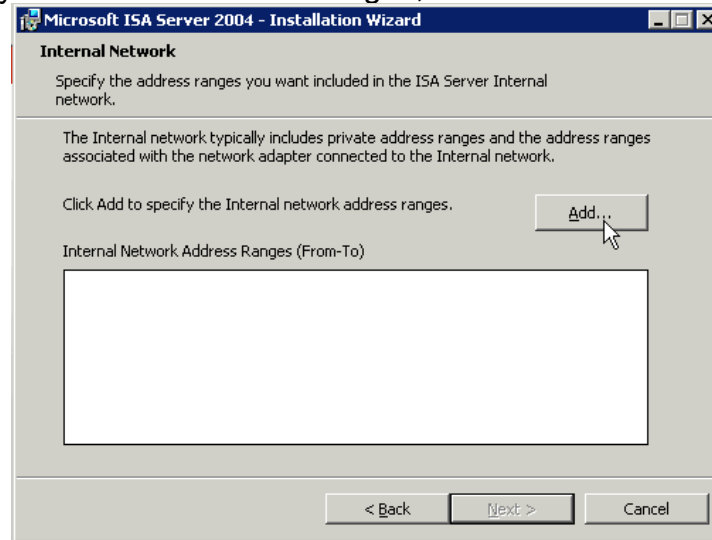 Microsoft ISA Server 2004 - Installation Wizard
Internal Network
Specify the address ranges you want included in the ISA Server Internal
network.
The Internal network typically includes private address ranges and the address ranges
associated with the network adapter connected to the Internal network.
Click Add to specify the Internal network address ranges.
Add...
Internal Network Address Ranges (From-To)
< Back
Next >
Cancel